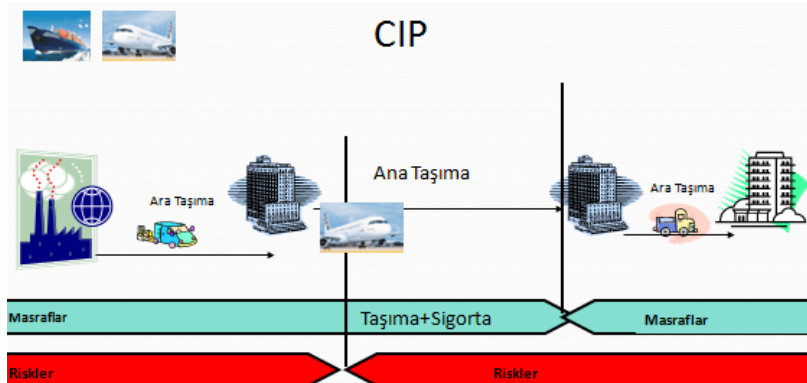 CIP
Ana Taşıma
Ara Taşıma
Ara Taşıma
Masraflar
Taşıma+Sigorta
Masraflar
Riskler
Riskler